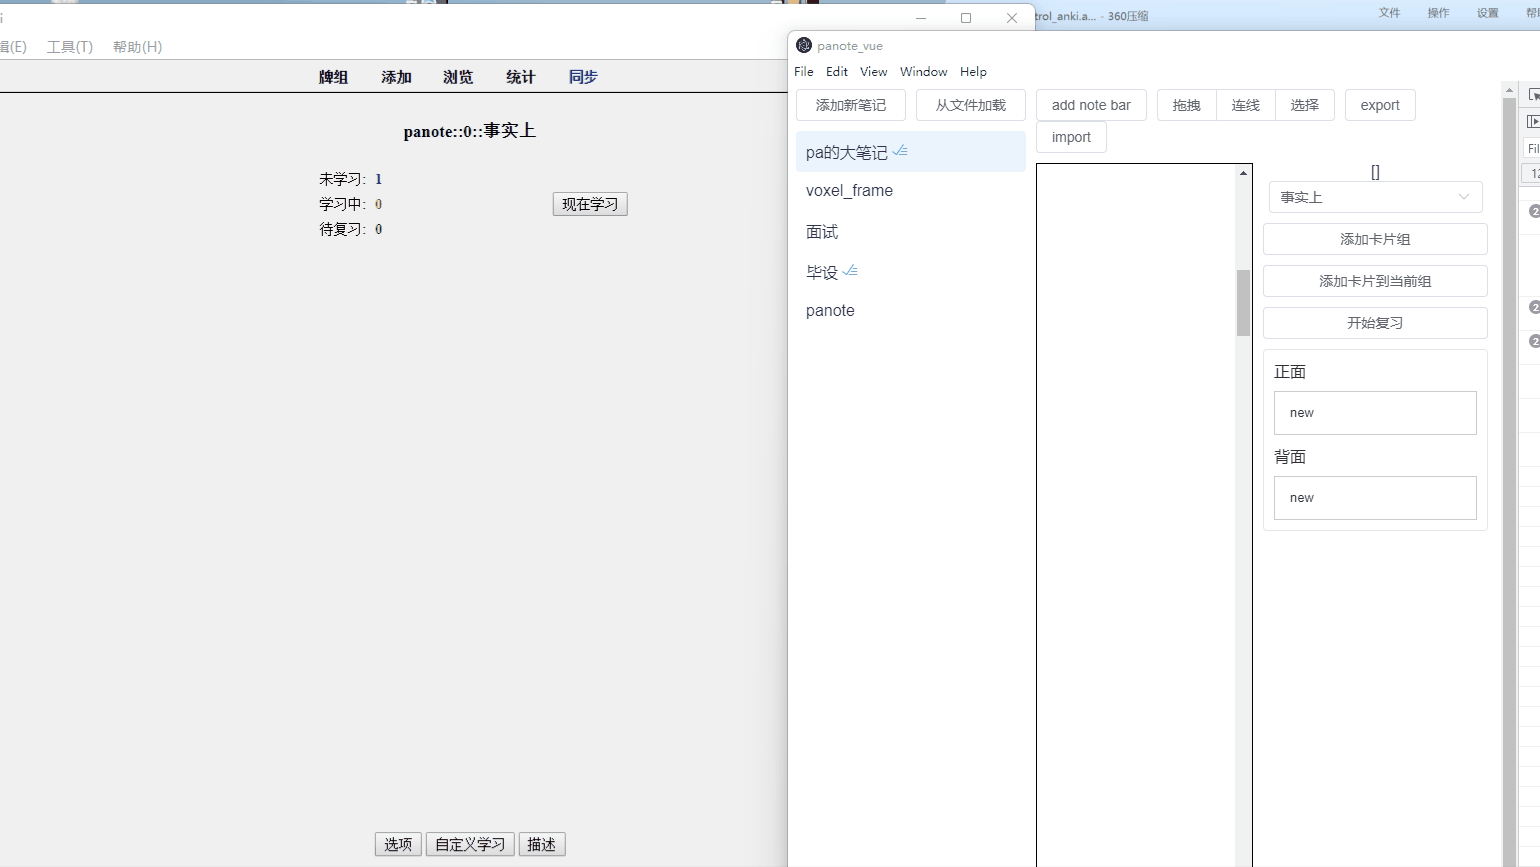 工具(T) 帮助(H)
牌组 添加 浏览 统计 同步
panote::0::事实上
未学习: 1
学习中: 0
待复习: 0
现在学习
选项 自定义学习 描述
trol_anki.a... - 360压缩
文件 操作 设置
panote_vue
File Edit View Window Help
添加新笔记 从文件加载 add note bar 拖拽 连线 选择 export
import
pa的大笔记
voxel_frame
面试
毕设
panote
[]
事实上
添加卡片组
添加卡片到当前组
开始复习
正面
new
背面
new
Fil
12
2
2
2